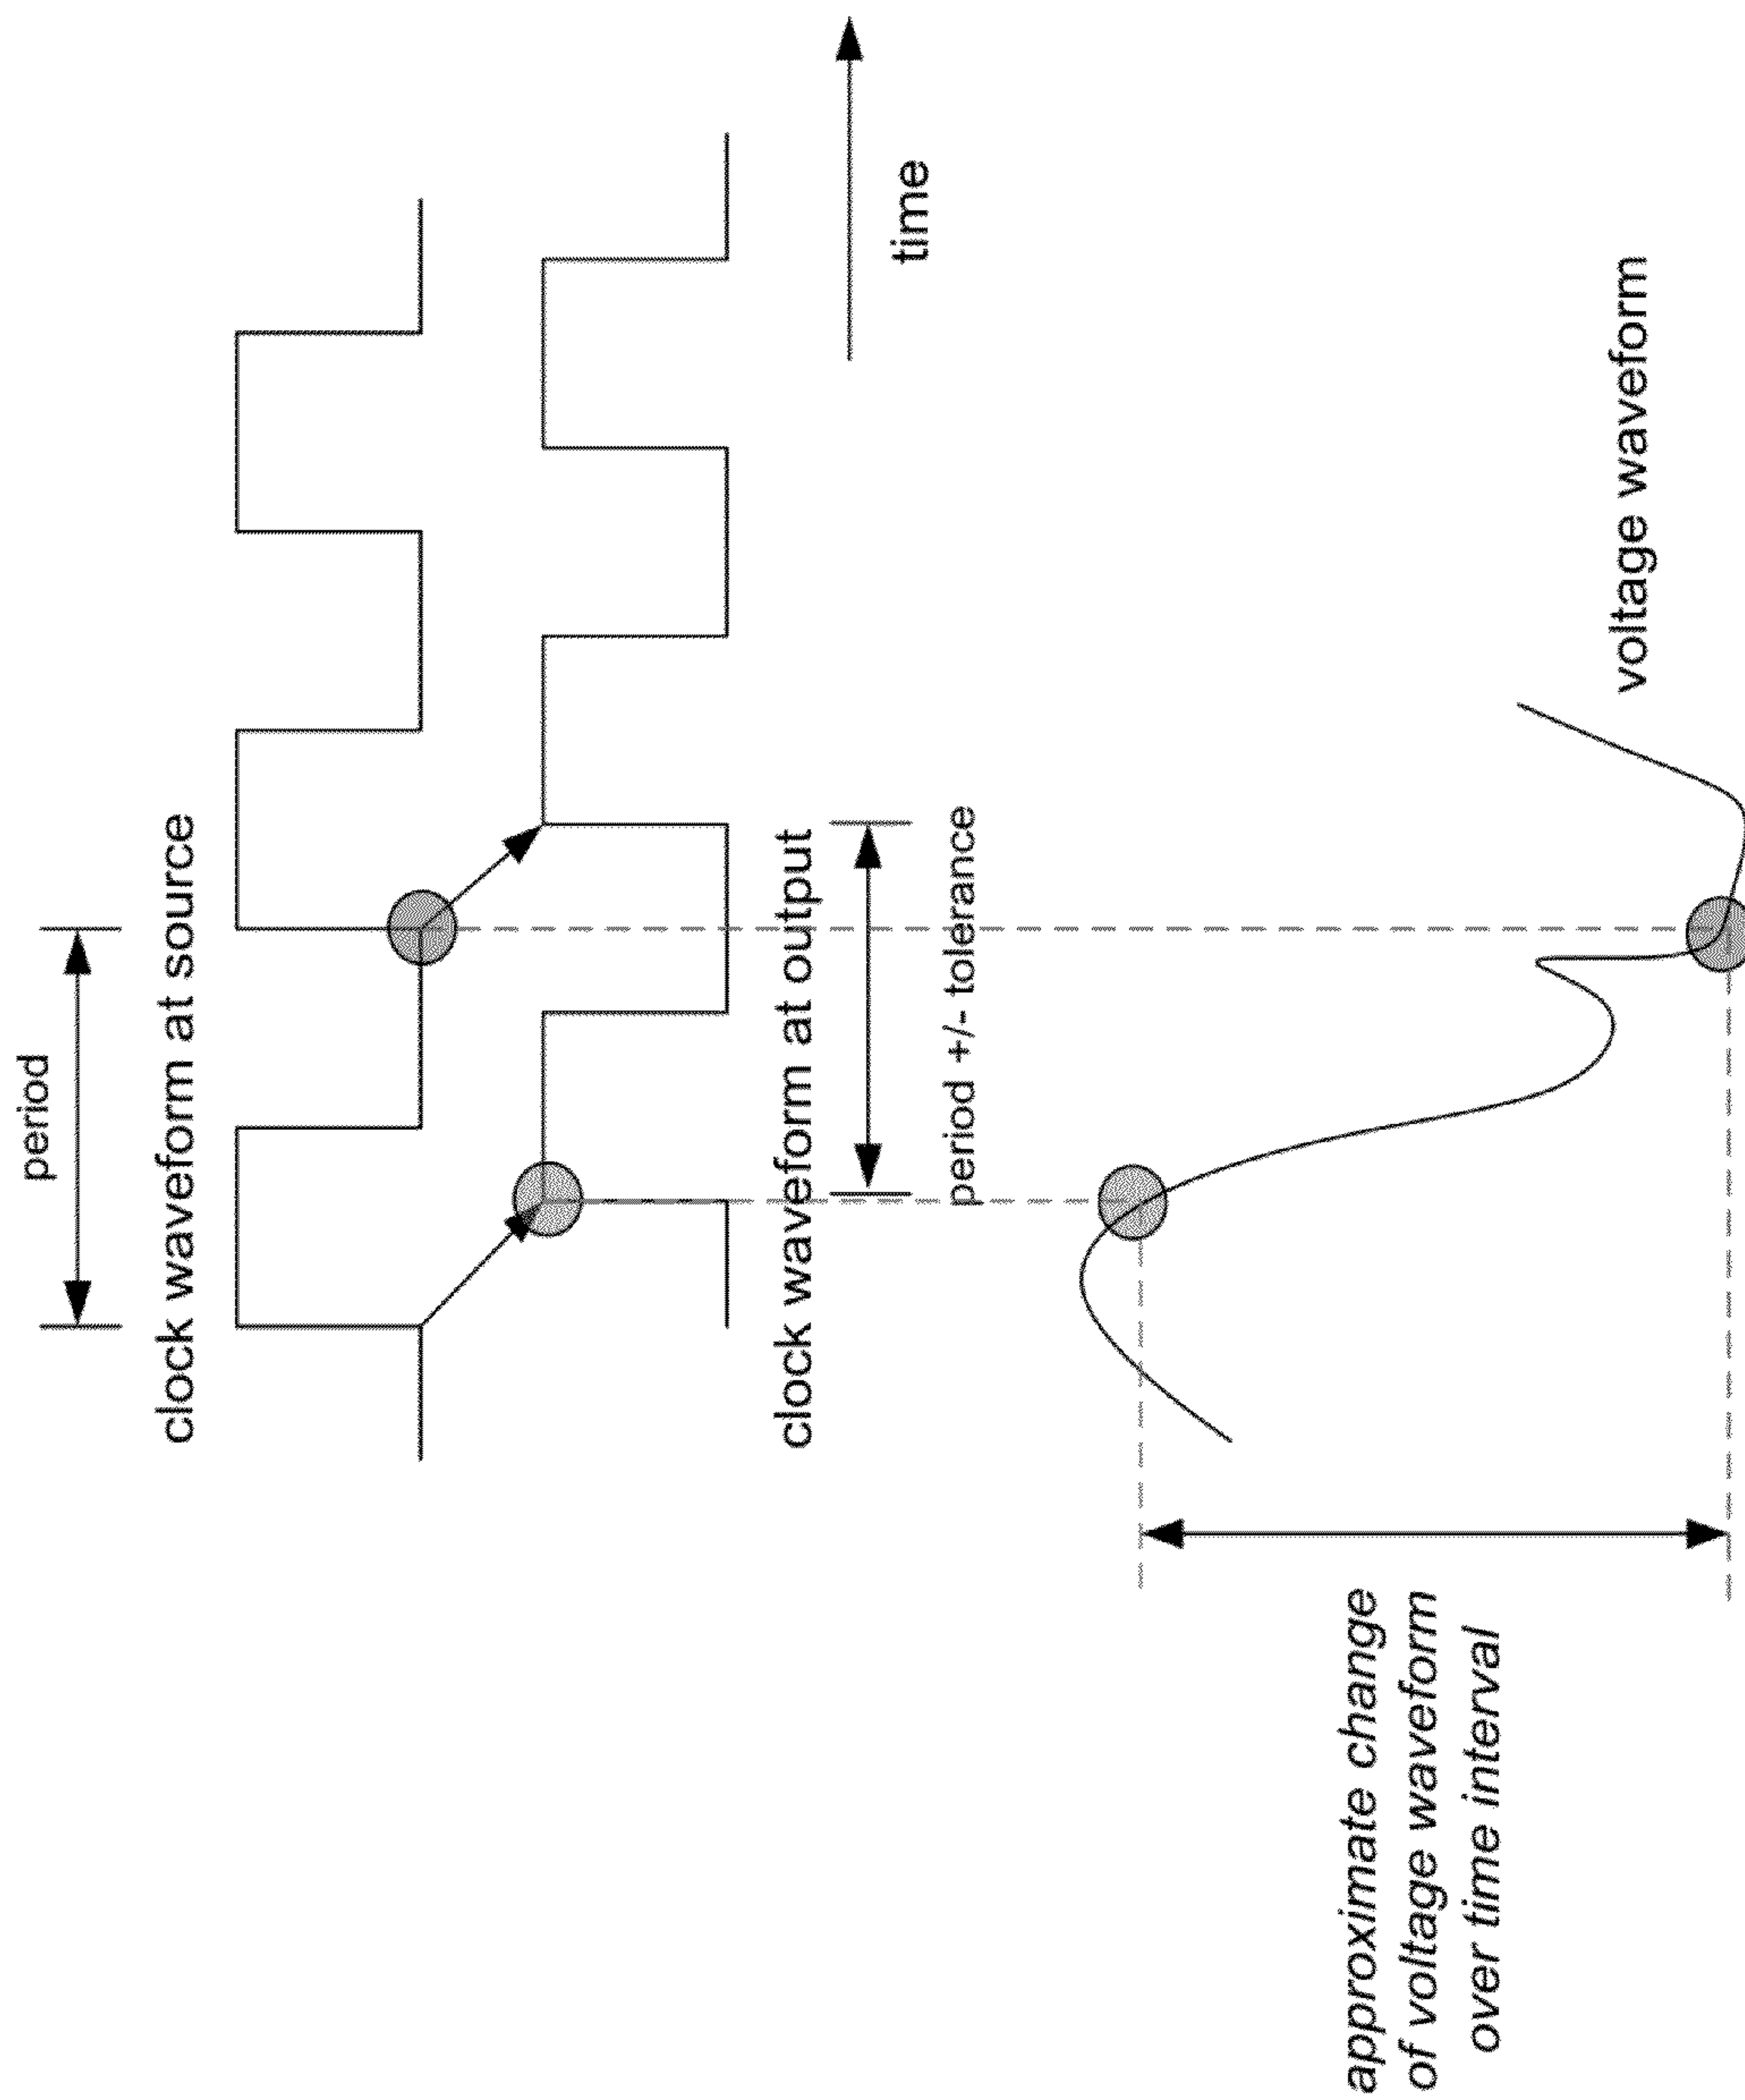 period
clock waveform at source
clock waveform at output
period +/- tolerance
time
voltage waveform
approximate change
of voltage waveform
over time interval